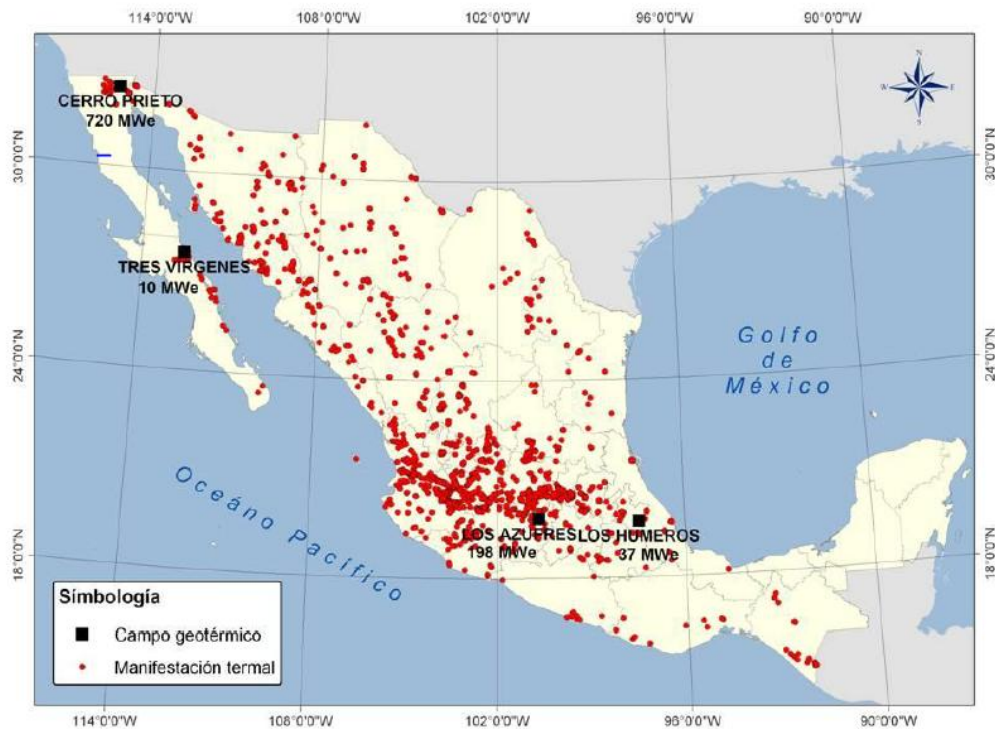 114°0'0"W 108°0'0"W 102°0'0"W 96°0'0"W 90°0'0"W
N
W E
S
CERRO PRIETO
720 MWe
30°0'0"N 30°0'0"N
TRES VIRGENES
10 MWe
24°0'0"N 24°0'0"N
Golfo
de
México
Oceáno Pacífico
LOS AZUFRES LOS HUMEROS
198 MWe 37 MWe
18°0'0"N 18°0'0"N
Símbología
Campo geotérmico
Manifestación termal
114°0'0"W 108°0'0"W 102°0'0"W 96°0'0"W 90°0'0"W